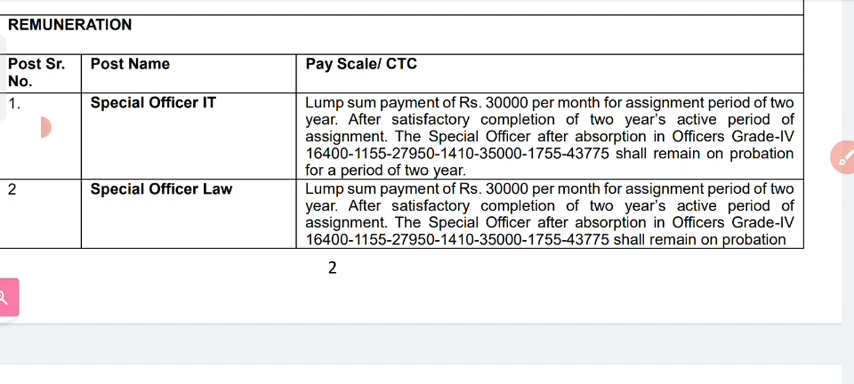 REMUNERATION
Post Sr. No.
Post Name
Pay Scale/ CTC
1.
Special Officer IT
Lump sum payment of Rs. 30000 per month for assignment period of two
year. After satisfactory completion of two year's active period of
assignment. The Special Officer after absorption in Officers Grade-IV
16400-1155-27950-1410-35000-1755-43775 shall remain on probation
for a period of two year.
2
Special Officer Law
Lump sum payment of Rs. 30000 per month for assignment period of two
year. After satisfactory completion of two year's active period of
assignment. The Special Officer after absorption in Officers Grade-IV
16400-1155-27950-1410-35000-1755-43775 shall remain on probation
2